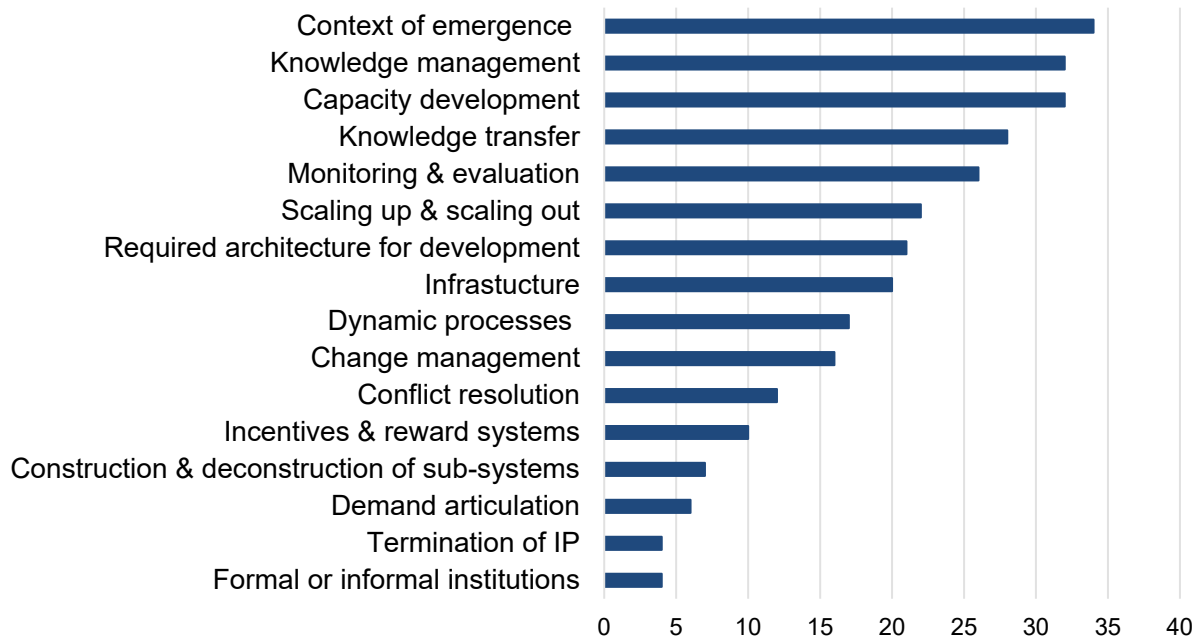 Context of emergence
Knowledge management
Capacity development
Knowledge transfer
Monitoring & evaluation
Scaling up & scaling out
Required architecture for development
Infrastucture
Dynamic processes
Change management
Conflict resolution
Incentives & reward systems
Construction & deconstruction of sub-systems
Demand articulation
Termination of IP
Formal or informal institutions
0 5 10 15 20 25 30 35 40